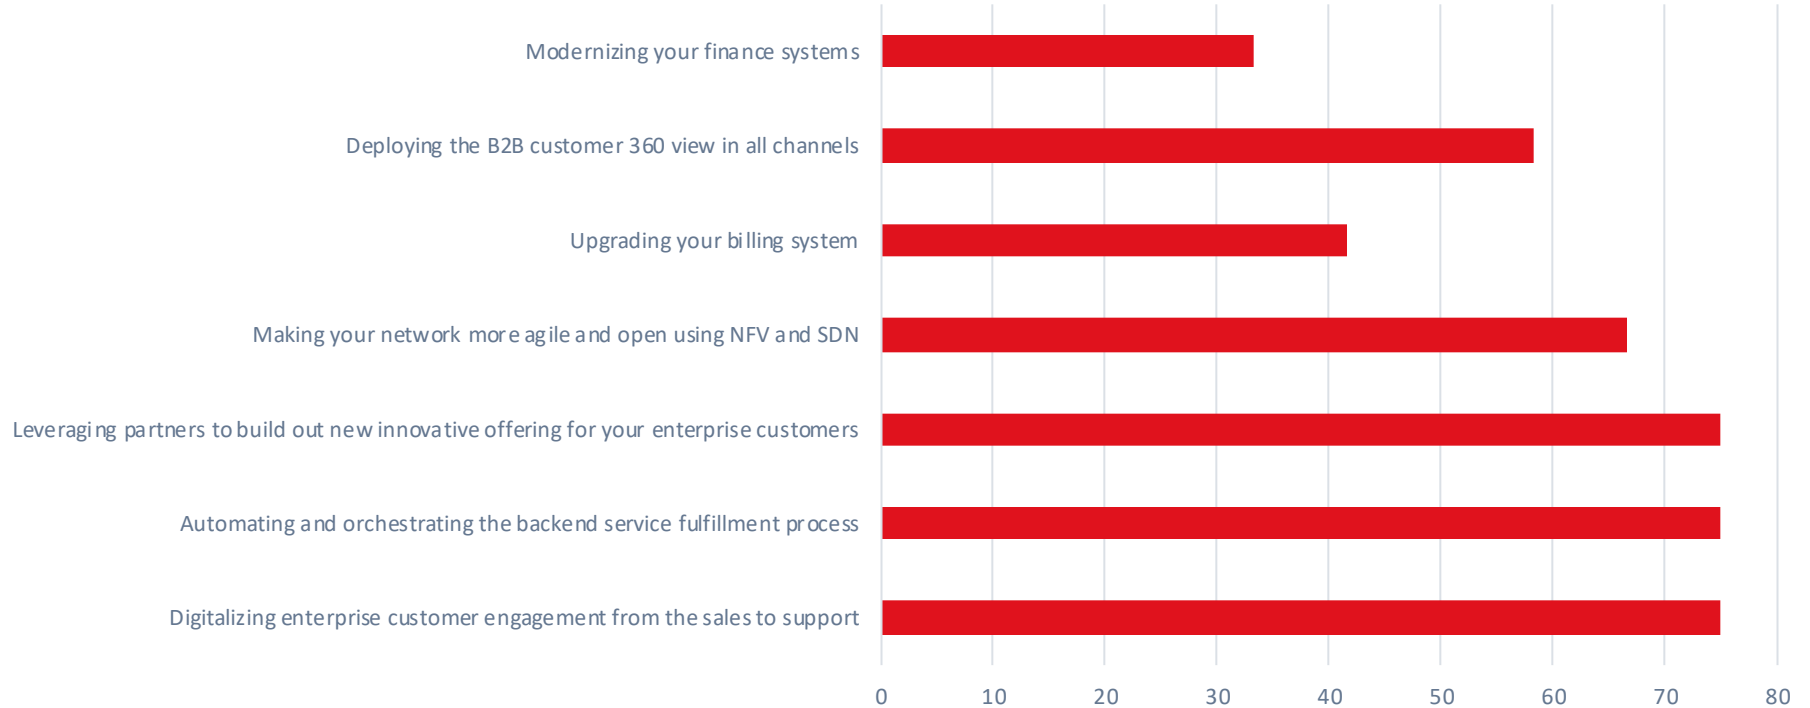 Modernizing your finance systems
Deploying the B2B customer 360 view in all channels
Upgrading your billing system
Making your network more agile and open using NFV and SDN
Leveraging partners to build out new innovative offering for your enterprise customers
Automating and orchestrating the backend service fulfillment process
Digitalizing enterprise customer engagement from the sales to support
0 10 20 30 40 50 60 70 80